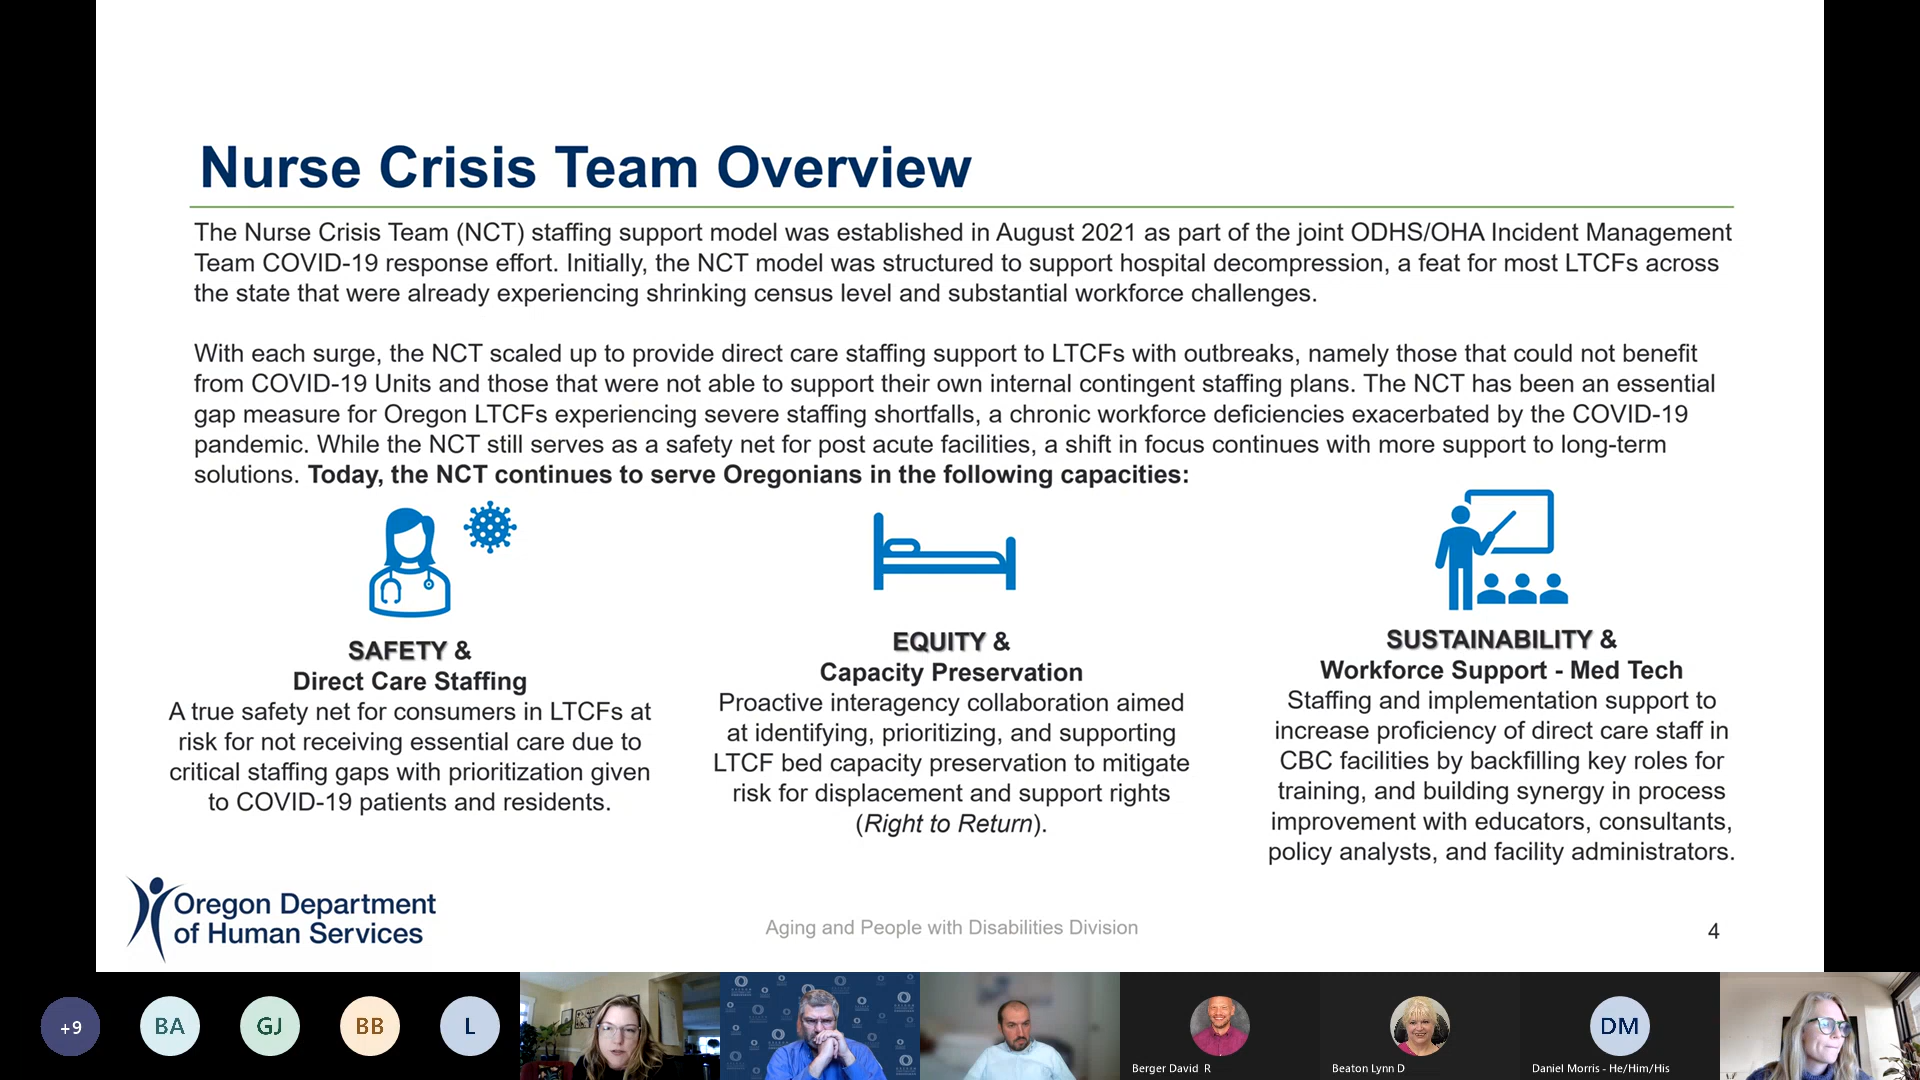 Nurse Crisis Team Overview
The Nurse Crisis Team (NCT) staffing support model was established in August 2021 as part of the joint ODHS/OHA Incident Management
Team COVID-19 response effort. Initially, the NCT model was structured to support hospital decompression, a feat for most LTCFs across
the state that were already experiencing shrinking census level and substantial workforce challenges.
With each surge, the NCT scaled up to provide direct care staffing support to LTCFs with outbreaks, namely those that could not benefit
from COVID-19 Units and those that were not able to support their own internal contingent staffing plans. The NCT has been an essential
gap measure for Oregon LTCFs experiencing severe staffing shortfalls, a chronic workforce deficiencies exacerbated by the COVID-19
pandemic. While the NCT still serves as a safety net for post acute facilities, a shift in focus continues with more support to long-term
solutions. Today, the NCT continues to serve Oregonians in the following capacities:
SAFETY &
Direct Care Staffing
A true safety net for consumers in LTCFs at
risk for not receiving essential care due to
critical staffing gaps with prioritization given
to COVID-19 patients and residents.
EQUITY &
Capacity Preservation
Proactive interagency collaboration aimed
at identifying, prioritizing, and supporting
LTCF bed capacity preservation to mitigate
risk for displacement and support rights
(Right to Return).
SUSTAINABILITY &
Workforce Support - Med Tech
Staffing and implementation support to
increase proficiency of direct care staff in
CBC facilities by backfilling key roles for
training, and building synergy in process
improvement with educators, consultants,
policy analysts, and facility administrators.
Oregon Department
of Human Services
Aging and People with Disabilities Division
4
+9
BA
GJ
BB
L
Berger David R
Beaton Lynn D
DM
Daniel Morris - He/Him/His